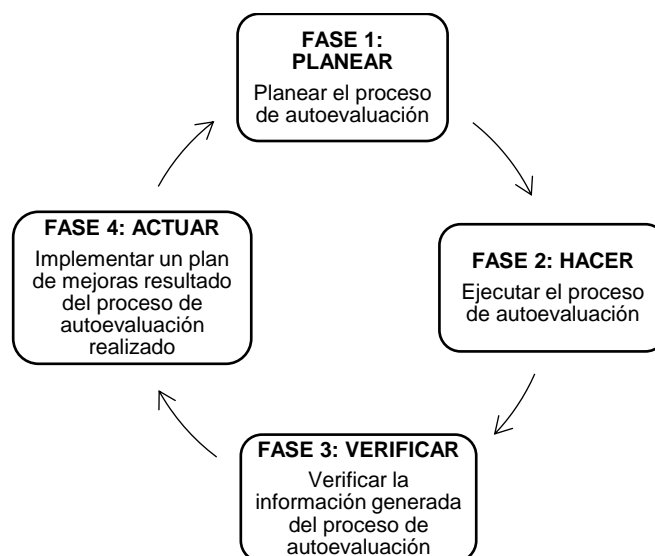 FASE 1:
PLANEAR
Planear el proceso
de autoevaluación
FASE 2: HACER
Ejecutar el proceso
de autoevaluación
FASE 3: VERIFICAR
Verificar la
información generada
del proceso de
autoevaluación
FASE 4: ACTUAR
Implementar un plan
de mejoras resultado
del proceso de
autoevaluación
realizado